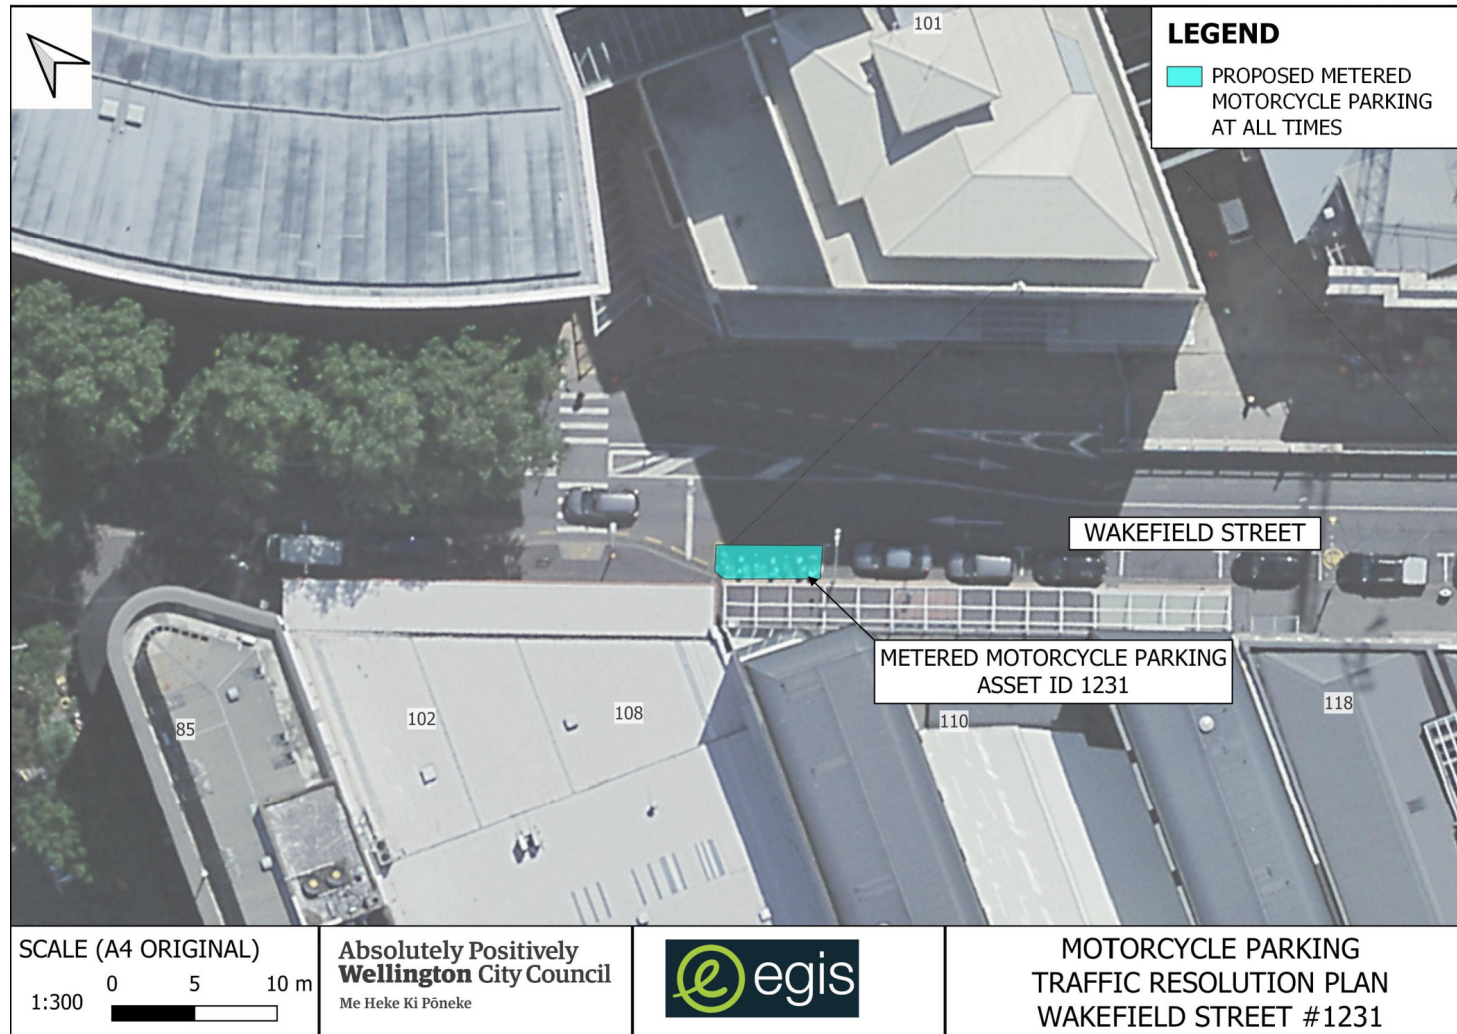 101
LEGEND
PROPOSED METERED
MOTORCYCLE PARKING
AT ALL TIMES
WAKEFIELD STREET
METERED MOTORCYCLE PARKING
ASSET ID 1231
85
102
108
110
118
SCALE (A4 ORIGINAL)
1:300
0 5 10 m
Absolutely Positively
Wellington City Council
Me Heke Ki Pōneke
e egis
MOTORCYCLE PARKING
TRAFFIC RESOLUTION PLAN
WAKEFIELD STREET #1231